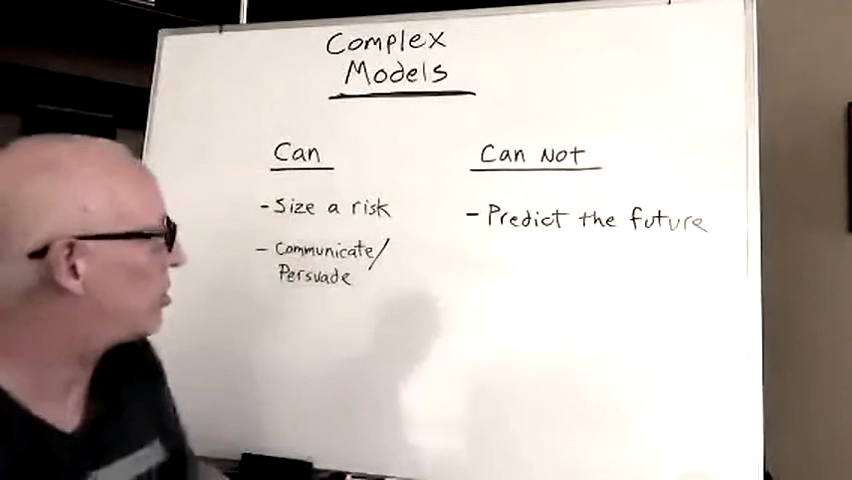 Complex
Models
Can
Can Not
- Size a risk
- Predict the future
- Communicate/
Persuade